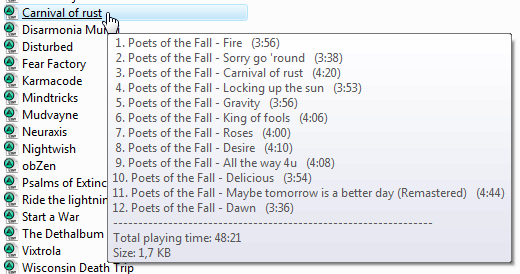 Carnival of rust
Disarmonia Mu
Disturbed
Fear Factory
Karmacode
Mindtricks
Mudvayne
Neuraxis
Nightwish
obZen
Psalms of Extinc
Ride the lightnin
Start a War
The Dethalbum
Vixtrola
Wisconsin Death Trip
1. Poets of the Fall - Fire (3:56)
2. Poets of the Fall - Sorry go 'round (3:38)
3. Poets of the Fall - Carnival of rust (4:20)
4. Poets of the Fall - Locking up the sun (3:53)
5. Poets of the Fall - Gravity (3:56)
6. Poets of the Fall - King of fools (4:06)
7. Poets of the Fall - Roses (4:00)
8. Poets of the Fall - Desire (4:10)
9. Poets of the Fall - All the way 4u (4:08)
10. Poets of the Fall - Delicious (3:54)
11. Poets of the Fall - Maybe tomorrow is a better day (Remastered) (4:44)
12. Poets of the Fall - Dawn (3:36)
--------------------------------------------------------------
Total playing time: 48:21
Size: 1,7 KB